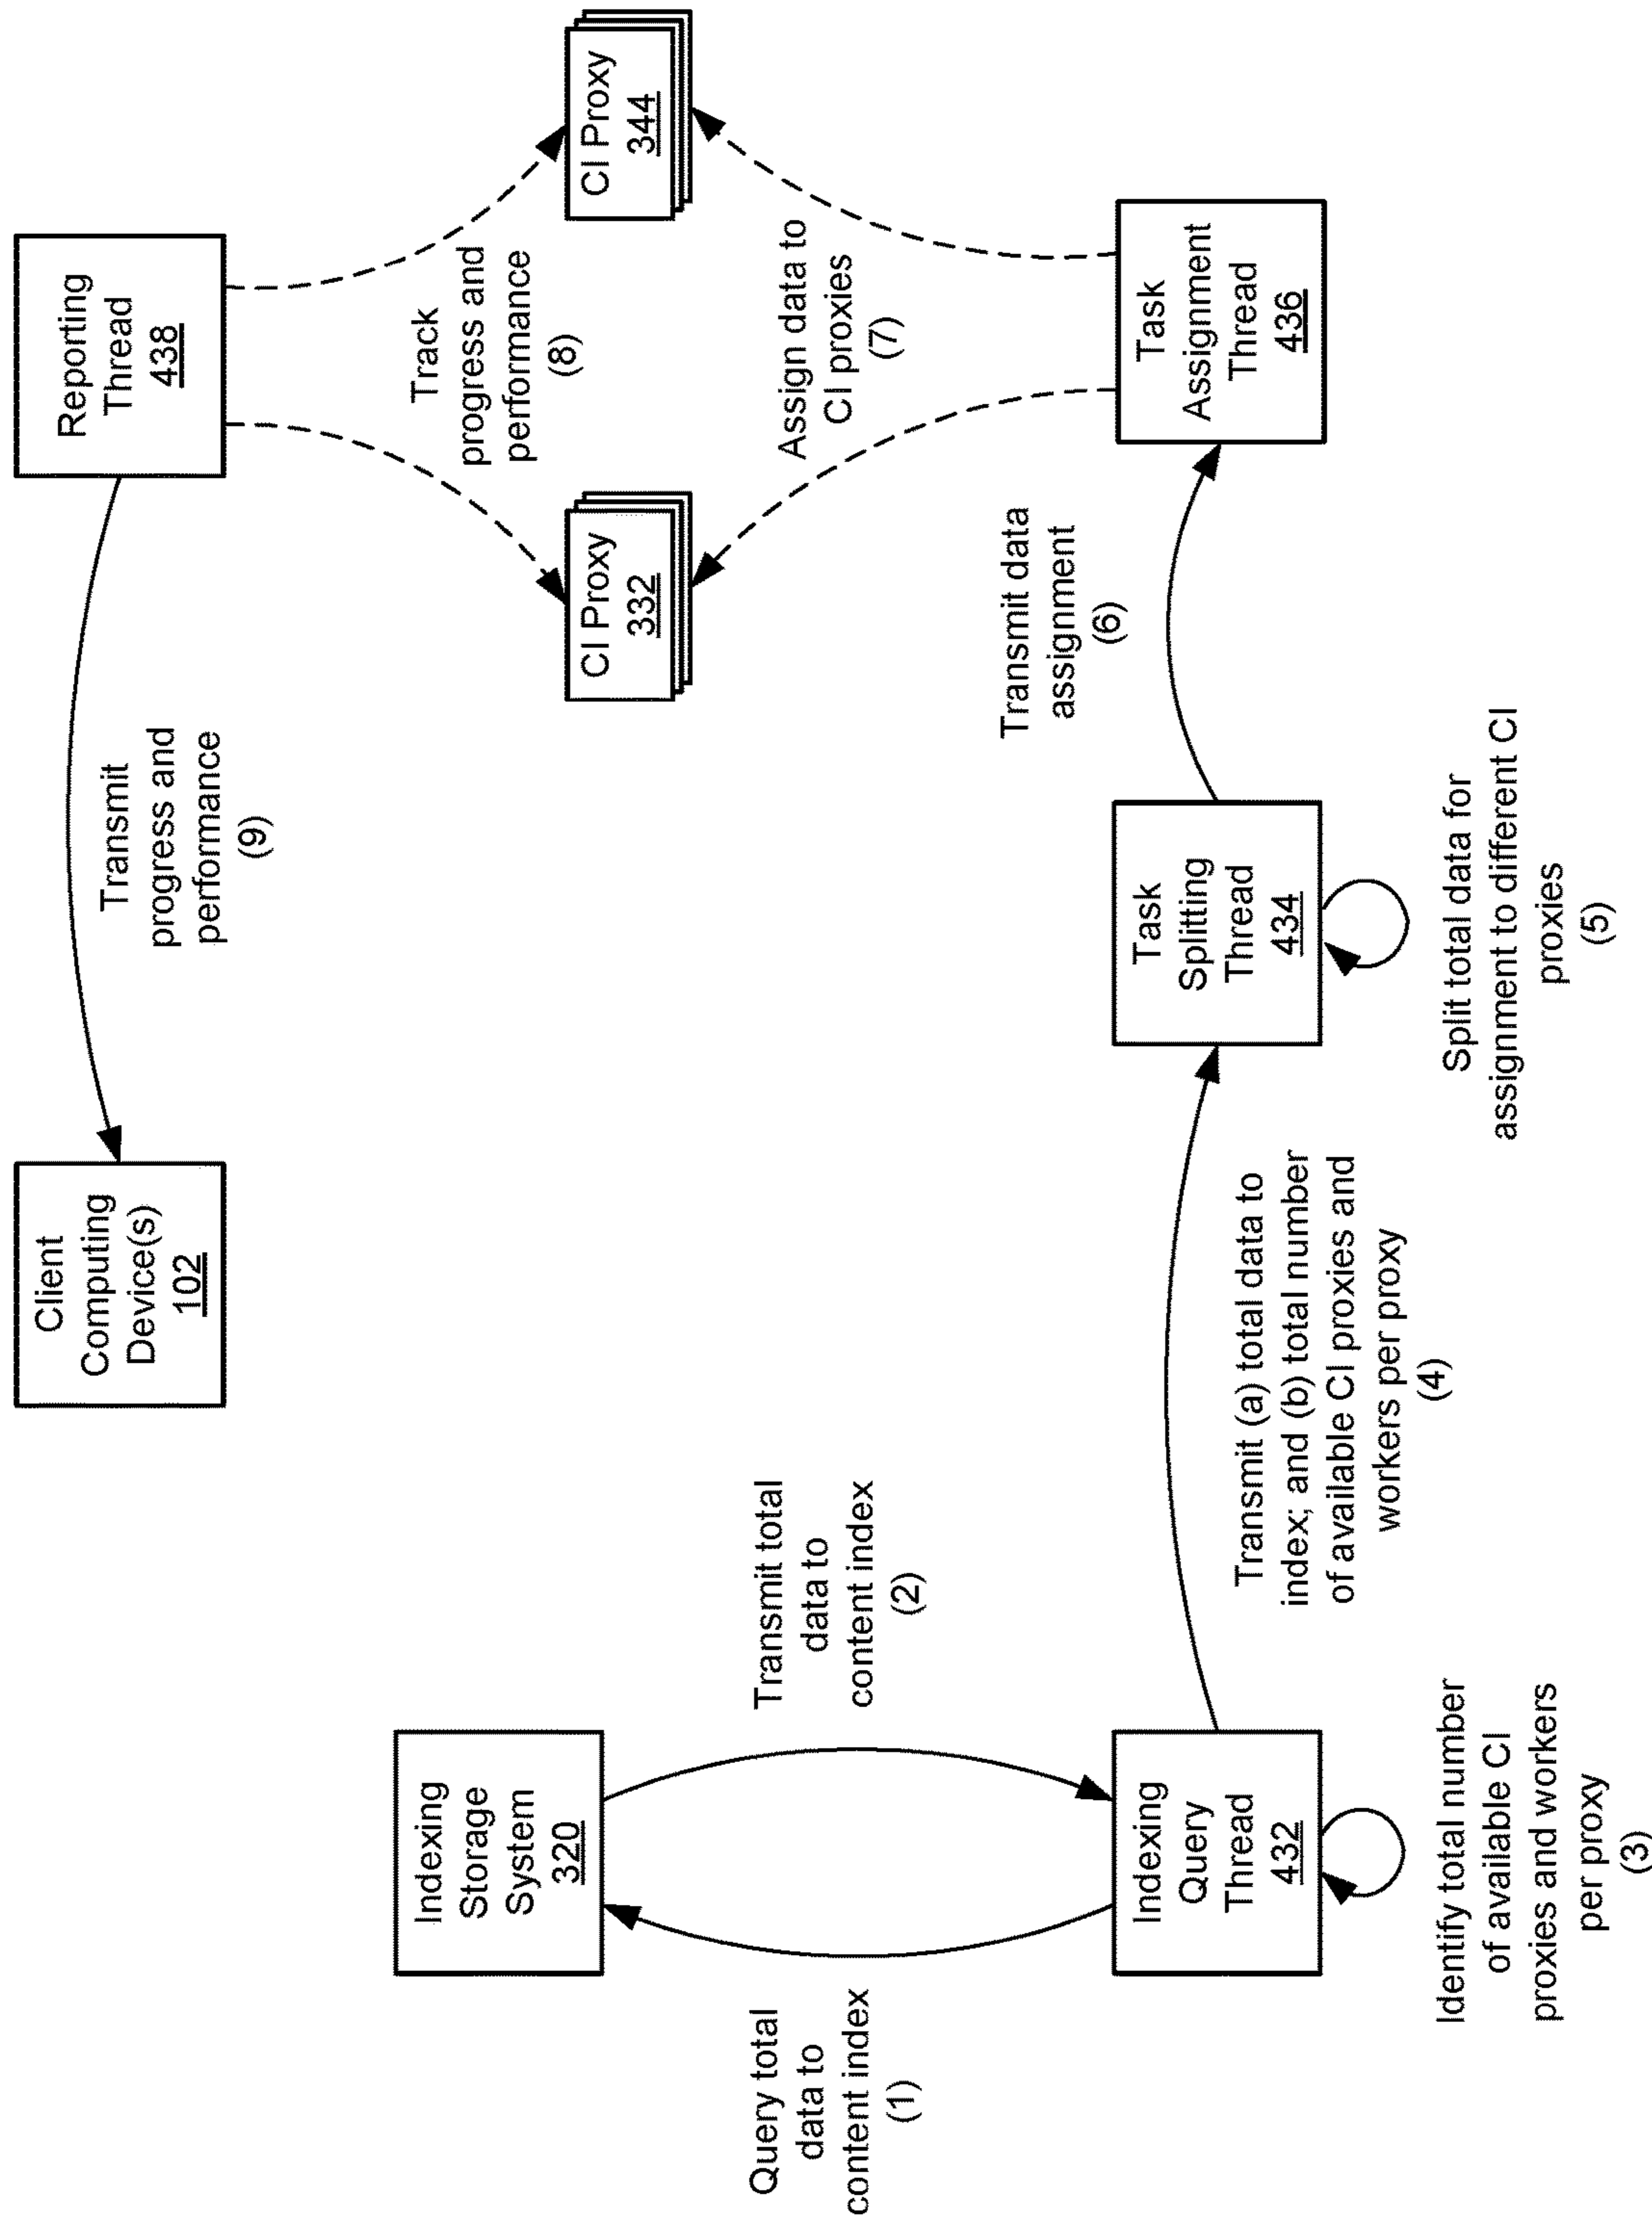 Client
Computing
Device(s)
102
Transmit
progress and
performance
(9)
Reporting
Thread
438
Track
progress and
performance
(8)
CI Proxy
332
CI Proxy
344
Assign data to
CI proxies
(7)
Indexing
Storage
System
320
Query total
data to
content index
(1)
Transmit total
data to
content index
(2)
Indexing
Query
Thread
432
Identify total number
of available CI
proxies and workers
per proxy
(3)
Transmit (a) total data to
index; and (b) total number
of available CI proxies and
workers per proxy
(4)
Task
Splitting
Thread
434
Split total data for
assignment to different CI
proxies
(5)
Transmit data
assignment
(6)
Task
Assignment
Thread
436